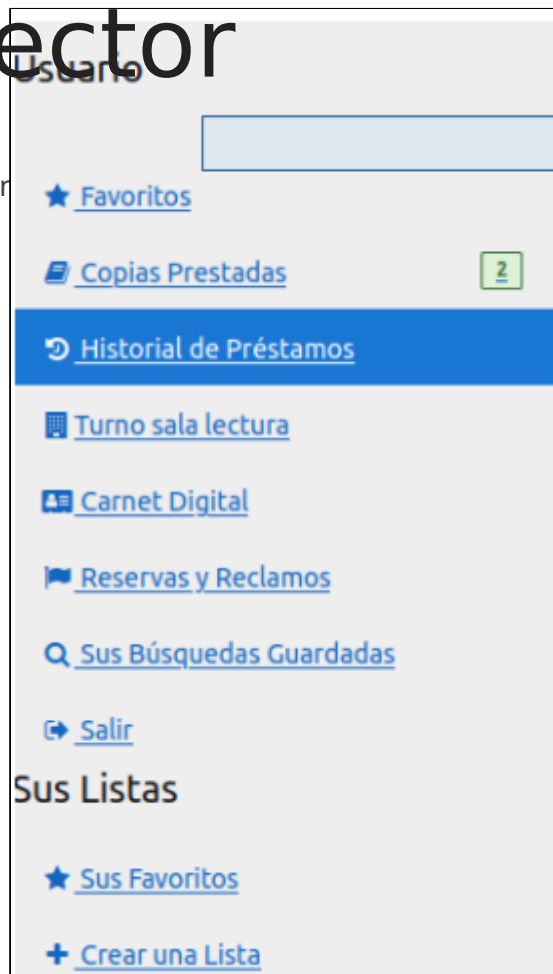 ector
Usuario
r
Favoritos
Copias Prestadas 2
Historial de Préstamos
Turno sala lectura
Carnet Digital
Reservas y Reclamos
Sus Búsquedas Guardadas
Salir
Sus Listas
Sus Favoritos
Crear una Lista